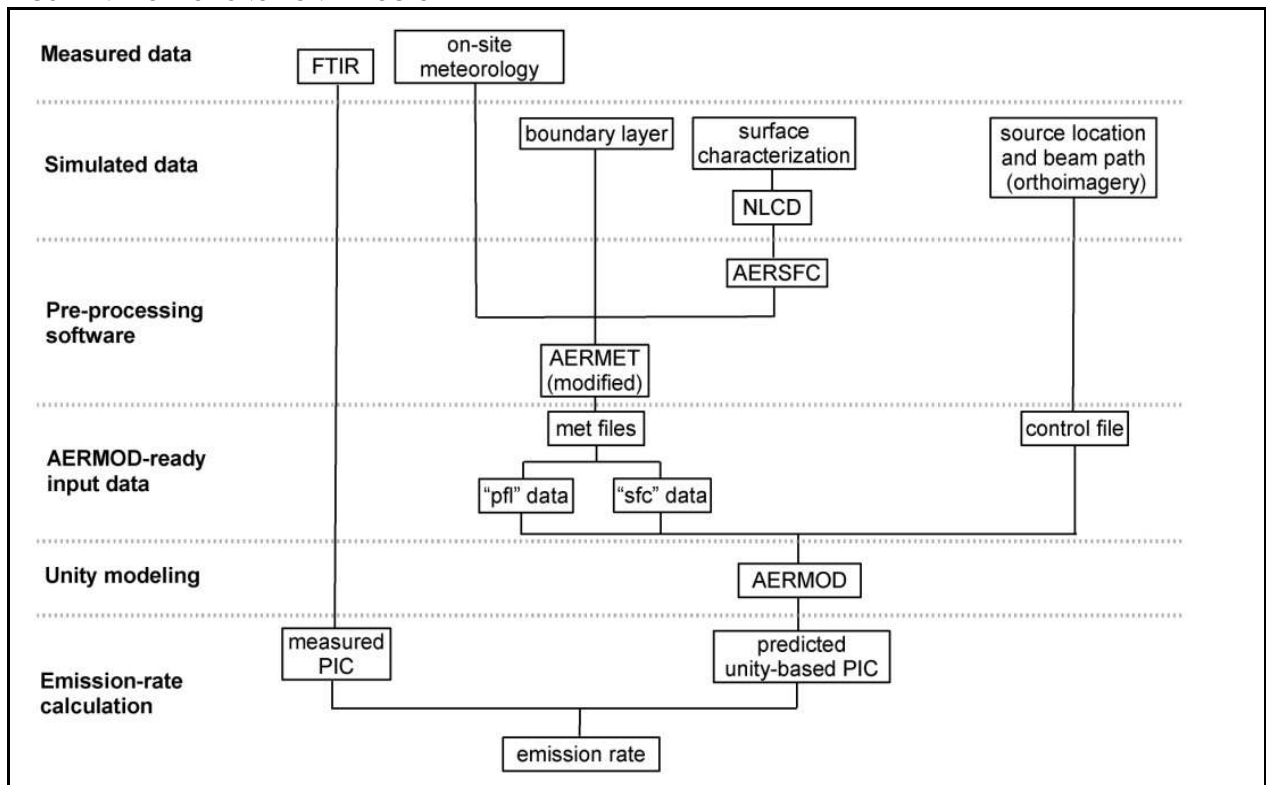 Measured data
FTIR
on-site
meteorology
Simulated data
boundary layer
surface
characterization
source location
and beam path
(orthoimagery)
NLCD
Pre-processing
software
AERSFC
AERMET
(modified)
AERMOD-ready
input data
met files
control file
“pfl” data
“sfc” data
Unity modeling
AERMOD
Emission-rate
calculation
measured
PIC
predicted
unity-based PIC
emission rate